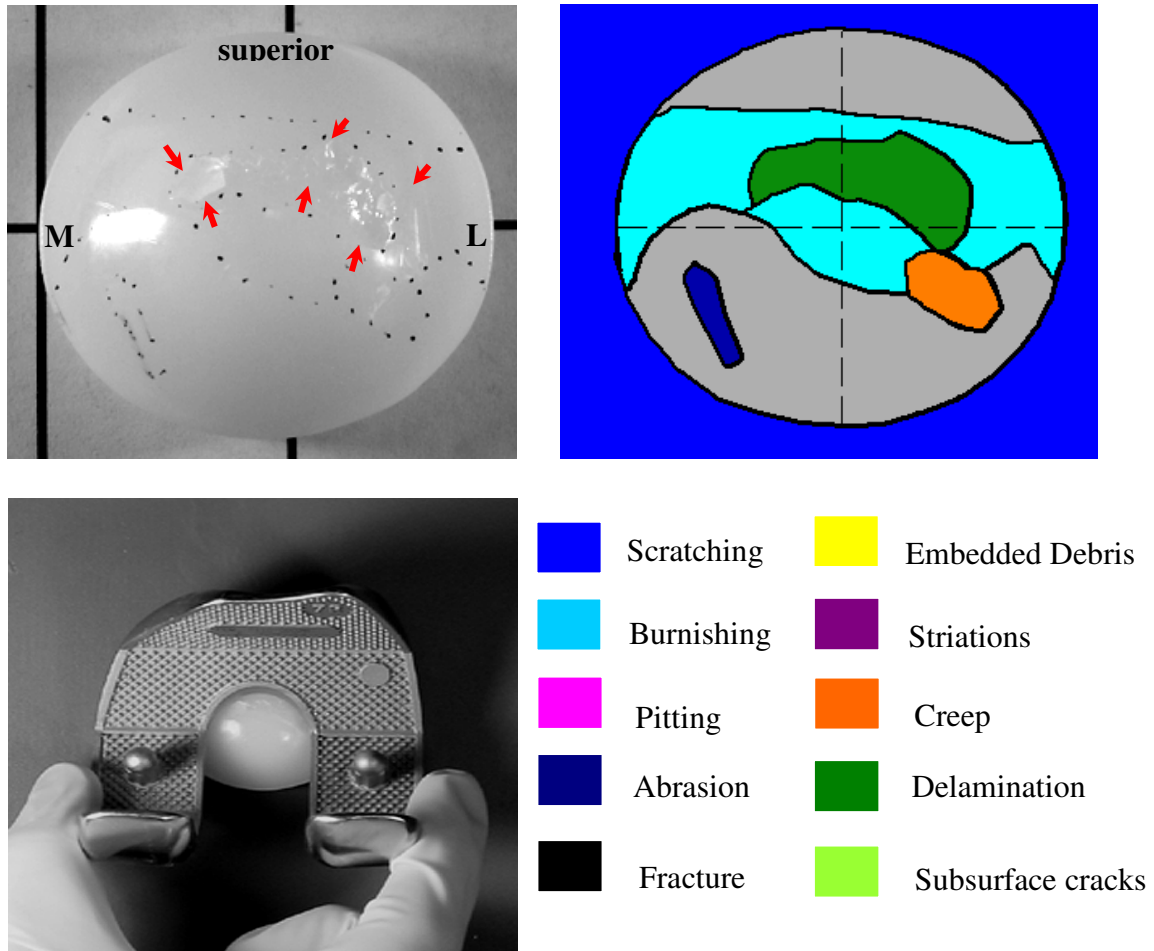 superior
M
L
Scratching
Embedded Debris
Burnishing
Striations
Pitting
Creep
Abrasion
Delamination
Fracture
Subsurface cracks